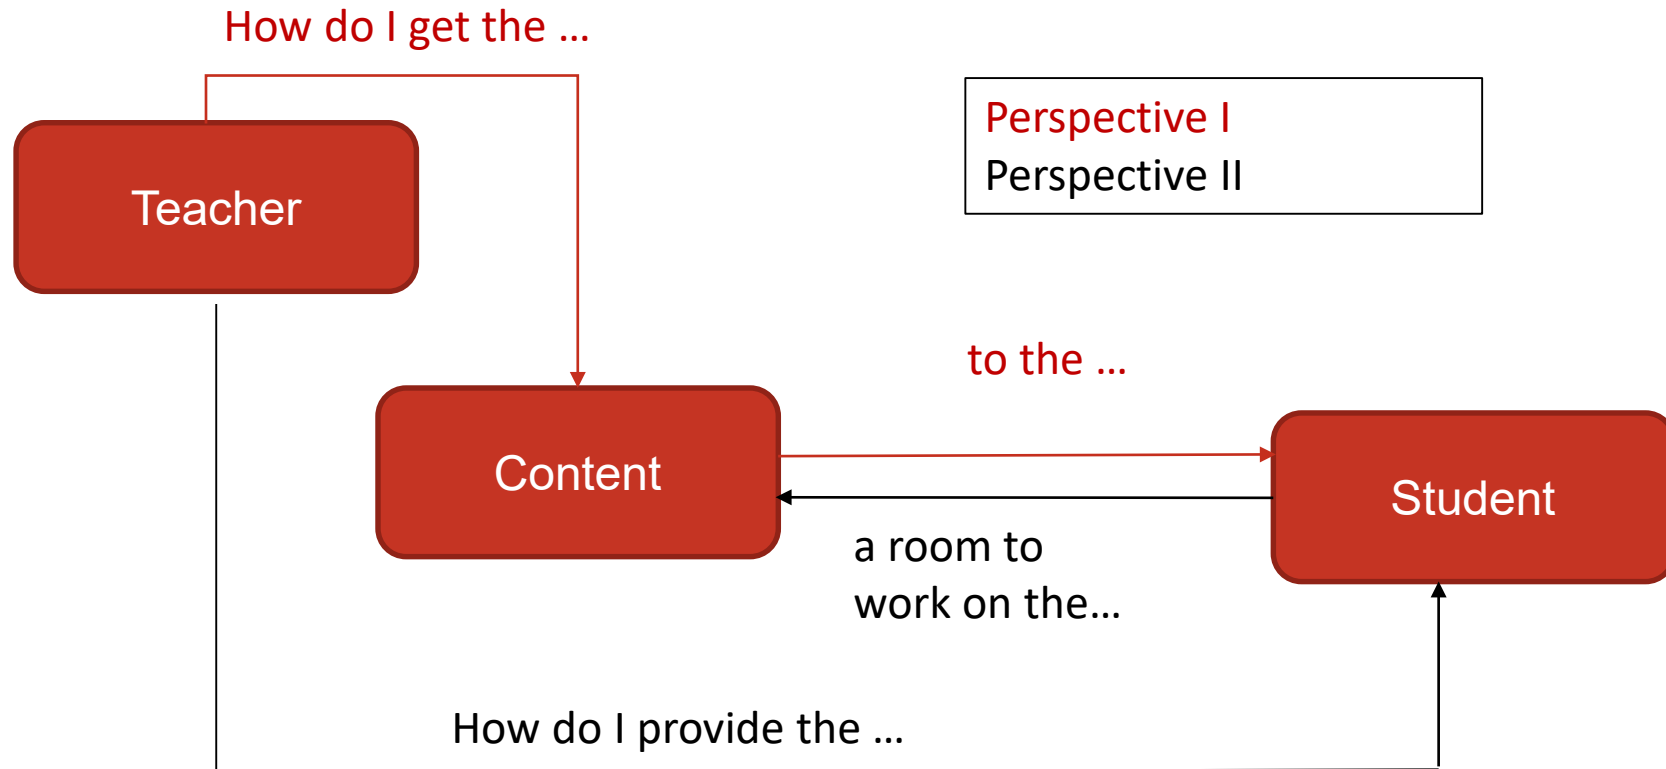 How do I get the …
Perspective I
Perspective II
Teacher
to the …
Content
Student
a room to
work on the…
How do I provide the …